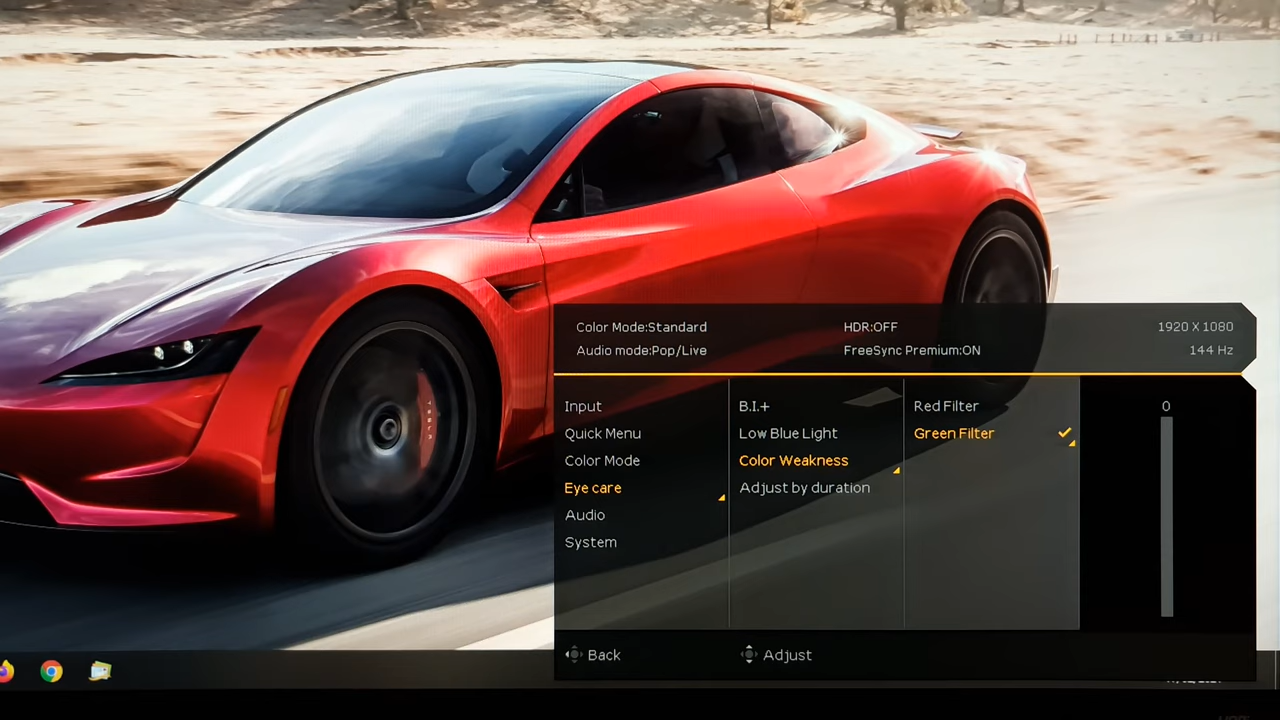 Color Mode:Standard
HDR:OFF
1920 X 1080
Audio mode:Pop/Live
FreeSync Premium:ON
144 Hz
Input
Quick Menu
Color Mode
Eye care
Audio
System
B.I.+
Low Blue Light
Color Weakness
Adjust by duration
Red Filter
Green Filter
0
Back
Adjust
TESLA